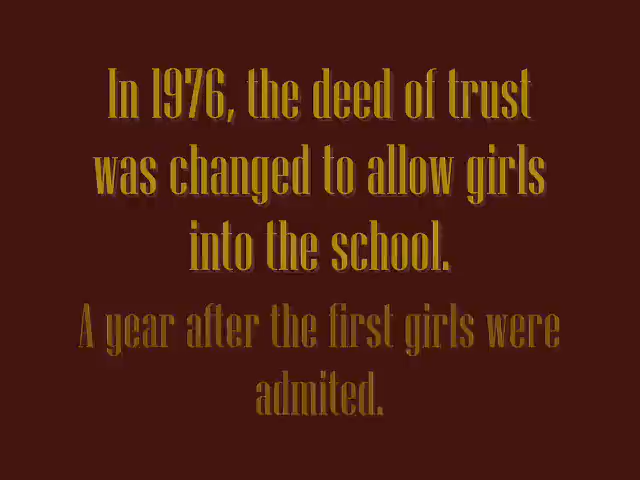 In 1976, the deed of trust
was changed to allow girls
into the school.
A year after the first girls were
admited.